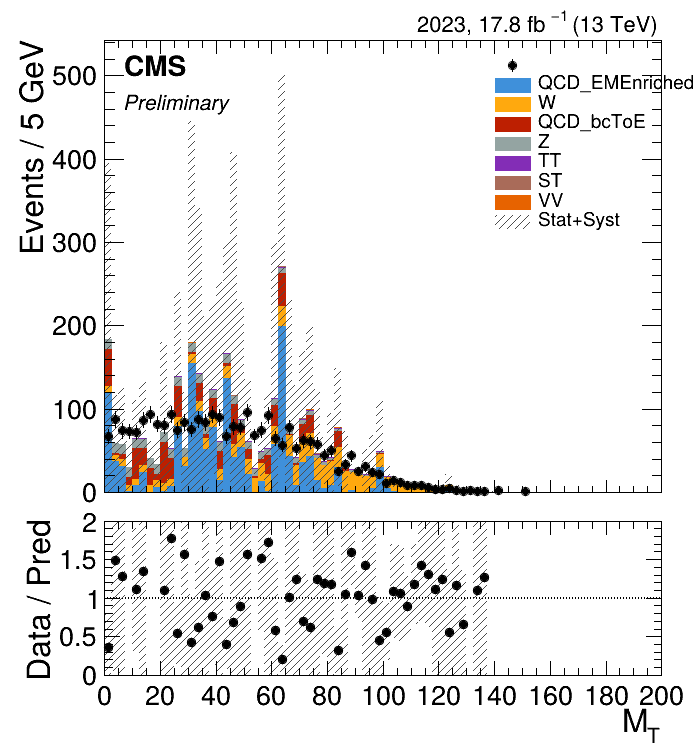 2023, 17.8 fb⁻¹ (13 TeV)
CMS
Preliminary
QCD_EMEnriched
W
QCD_bcToE
Z
TT
ST
VV
Stat+Syst
Events / 5 GeV
500
400
300
200
100
0
Data / Pred
2
1.5
1
0.5
0
0 20 40 60 80 100 120 140 160 180 200
M_T